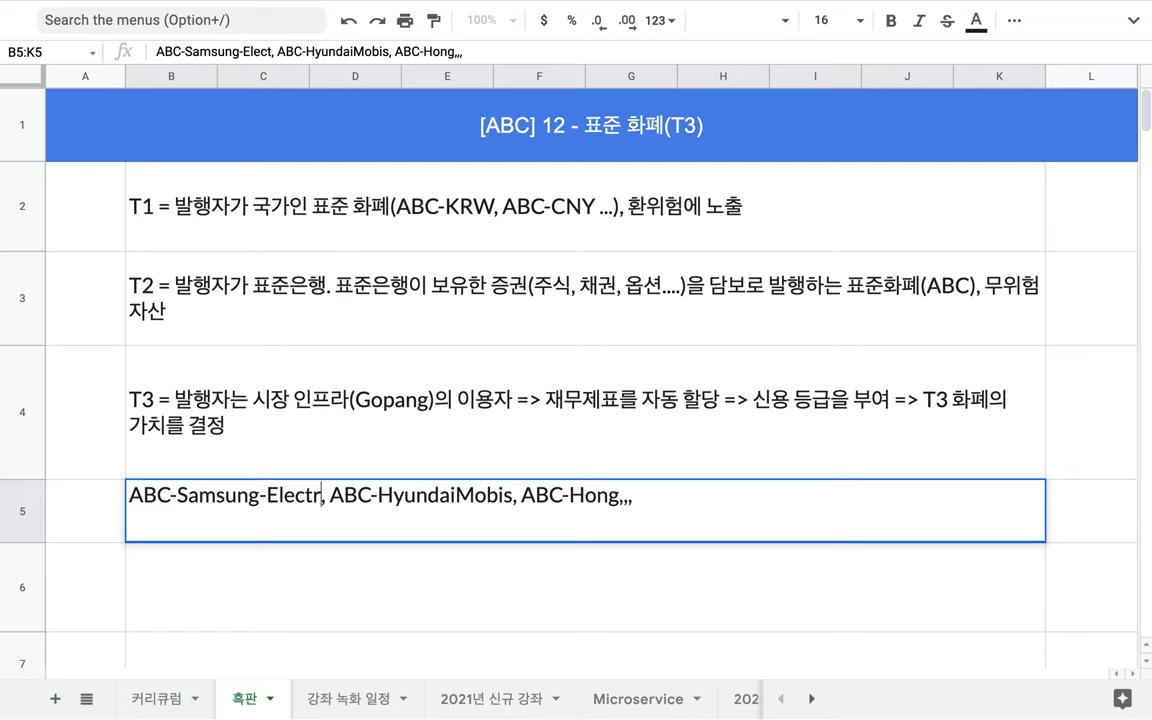 Search the menus (Option+/)
100%
$ % .0 .00 123
16
B I S A
B5:K5
fx
ABC-Samsung-Elect, ABC-HyundaiMobis, ABC-Hong,,,
A B C D E F G H I J K L
1
[ABC] 12 - 표준 화폐(T3)
2
T1 = 발행자가 국가인 표준 화폐(ABC-KRW, ABC-CNY ...), 환위험에 노출
3
T2 = 발행자가 표준은행. 표준은행이 보유한 증권(주식, 채권, 옵션....)을 담보로 발행하는 표준화폐(ABC), 무위험
자산
4
T3 = 발행자는 시장 인프라(Gopang)의 이용자 => 재무제표를 자동 할당 => 신용 등급을 부여 => T3 화폐의
가치를 결정
5
ABC-Samsung-Electr, ABC-HyundaiMobis, ABC-Hong,,,
6
7
커리큐럼 흑판 강좌 녹화 일정 2021년 신규 강좌 Microservice 202